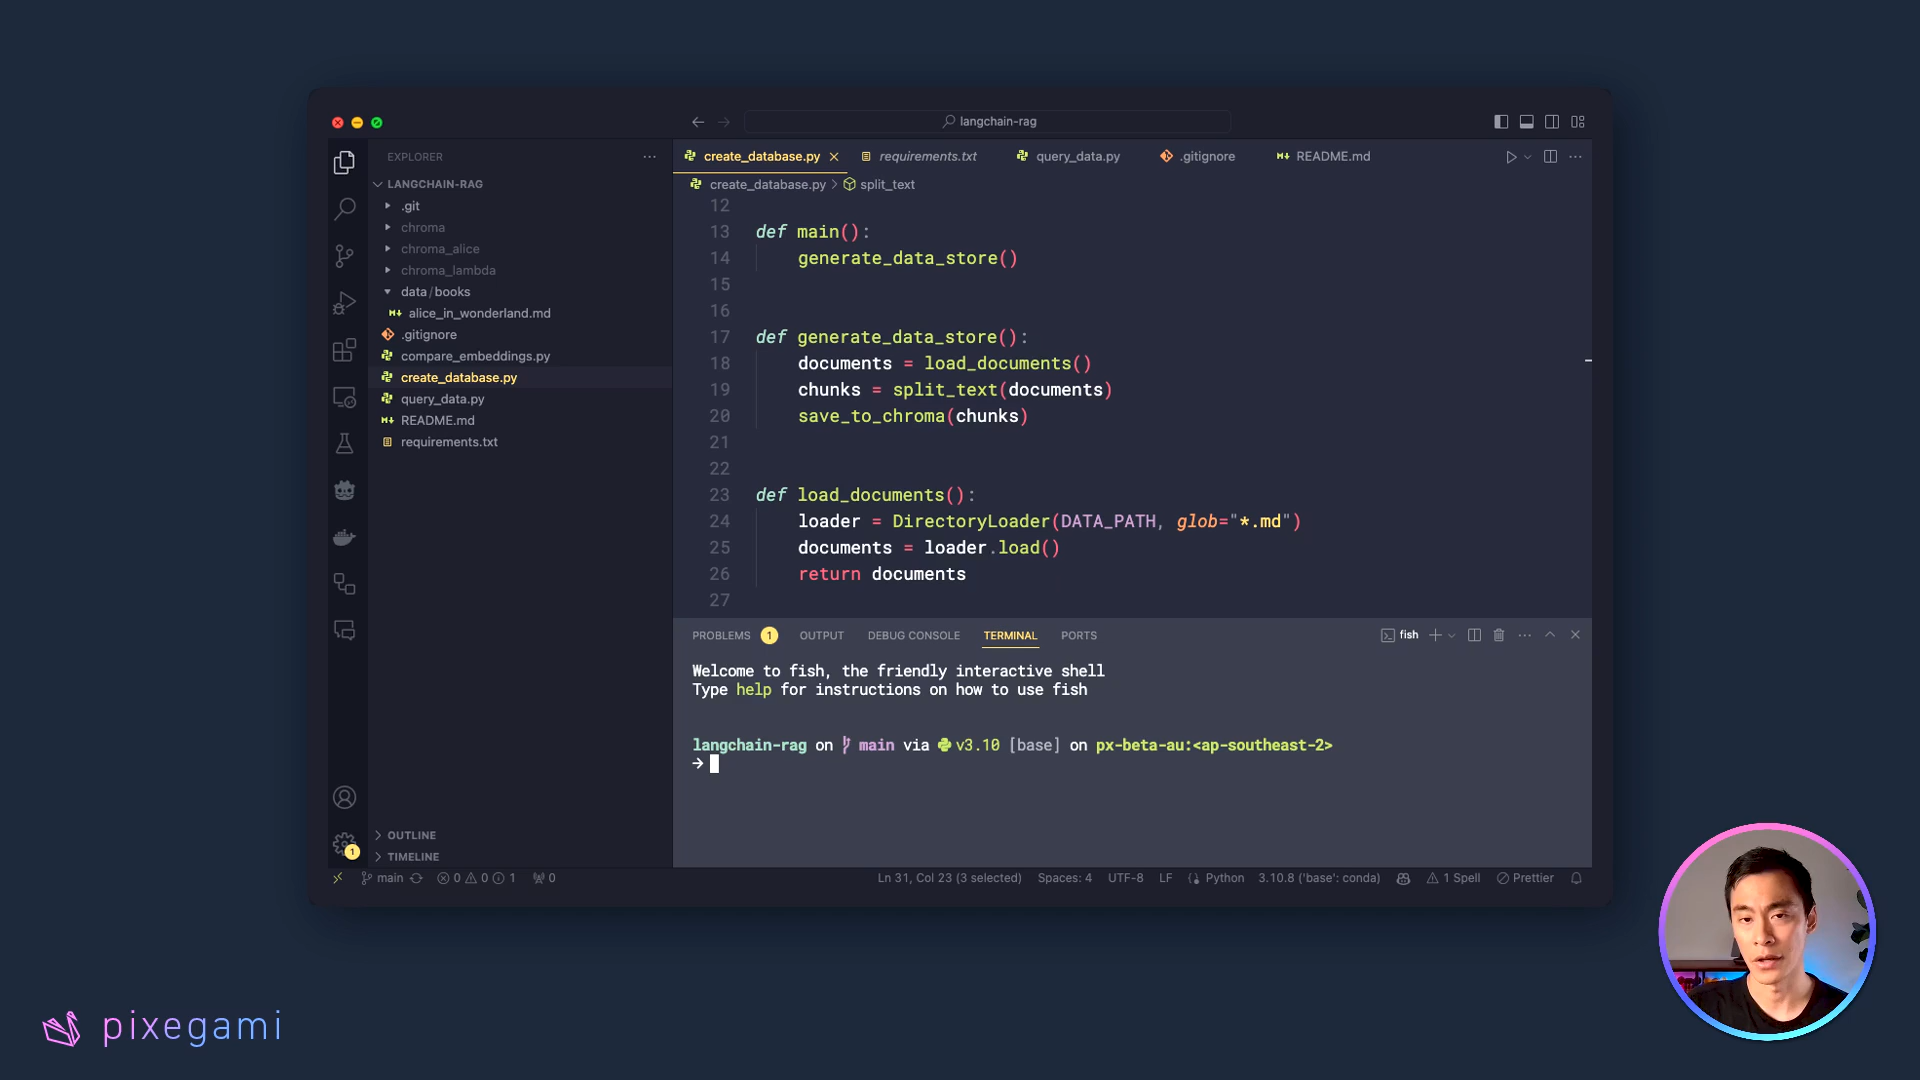 langchain-rag
EXPLORER
LANGCHAIN-RAG
.git
chroma
chroma_alice
chroma_lambda
data/books
alice_in_wonderland.md
.gitignore
compare_embeddings.py
create_database.py
query_data.py
README.md
requirements.txt
OUTLINE
TIMELINE
1
create_database.py requirements.txt query_data.py .gitignore README.md
create_database.py > split_text
12
13 def main():
14 generate_data_store()
15
16
17 def generate_data_store():
18 documents = load_documents()
19 chunks = split_text(documents)
20 save_to_chroma(chunks)
21
22
23 def load_documents():
24 loader = DirectoryLoader(DATA_PATH, glob="*.md")
25 documents = loader.load()
26 return documents
27
PROBLEMS 1 OUTPUT DEBUG CONSOLE TERMINAL PORTS fish
Welcome to fish, the friendly interactive shell
Type help for instructions on how to use fish
langchain-rag on main via v3.10 [base] on px-beta-au:<ap-southeast-2>
→
main 0 0 1 0 Ln 31, Col 23 (3 selected) Spaces: 4 UTF-8 LF Python 3.10.8 ('base': conda) 1 Spell Prettier
pixegami